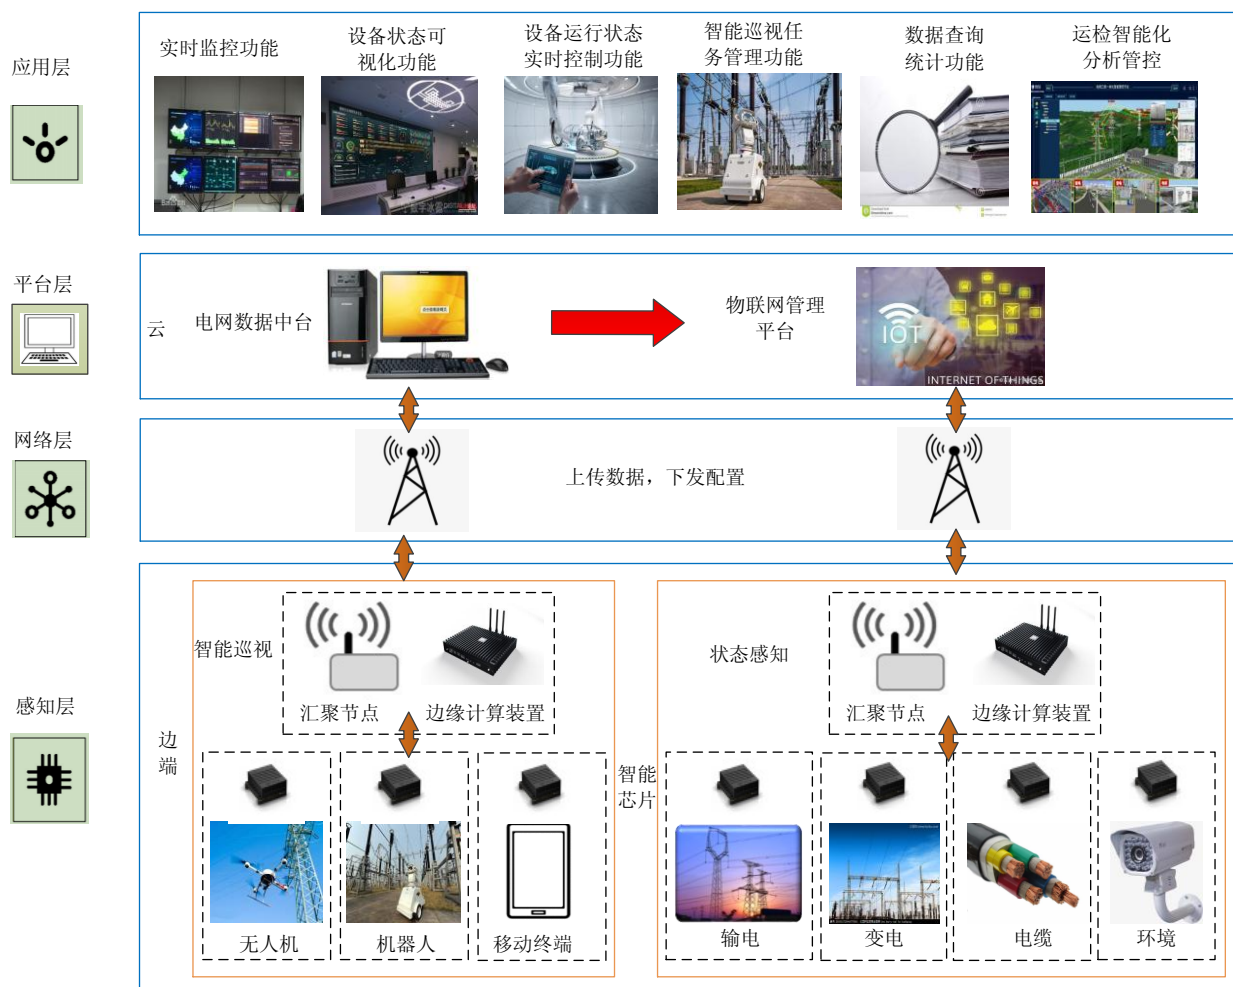 应用层
实时监控功能
设备状态可
视化功能
设备运行状态
实时控制功能
智能巡视任
务管理功能
数据查询
统计功能
运检智能化
分析管控
平台层
云
电网数据中台
物联网管理
平台
IOT
INTERNET OF THINGS
网络层
上传数据，下发配置
感知层
边
端
智能巡视
汇聚节点
边缘计算装置
状态感知
汇聚节点
边缘计算装置
智能
芯片
无人机
机器人
移动终端
输电
变电
电缆
环境